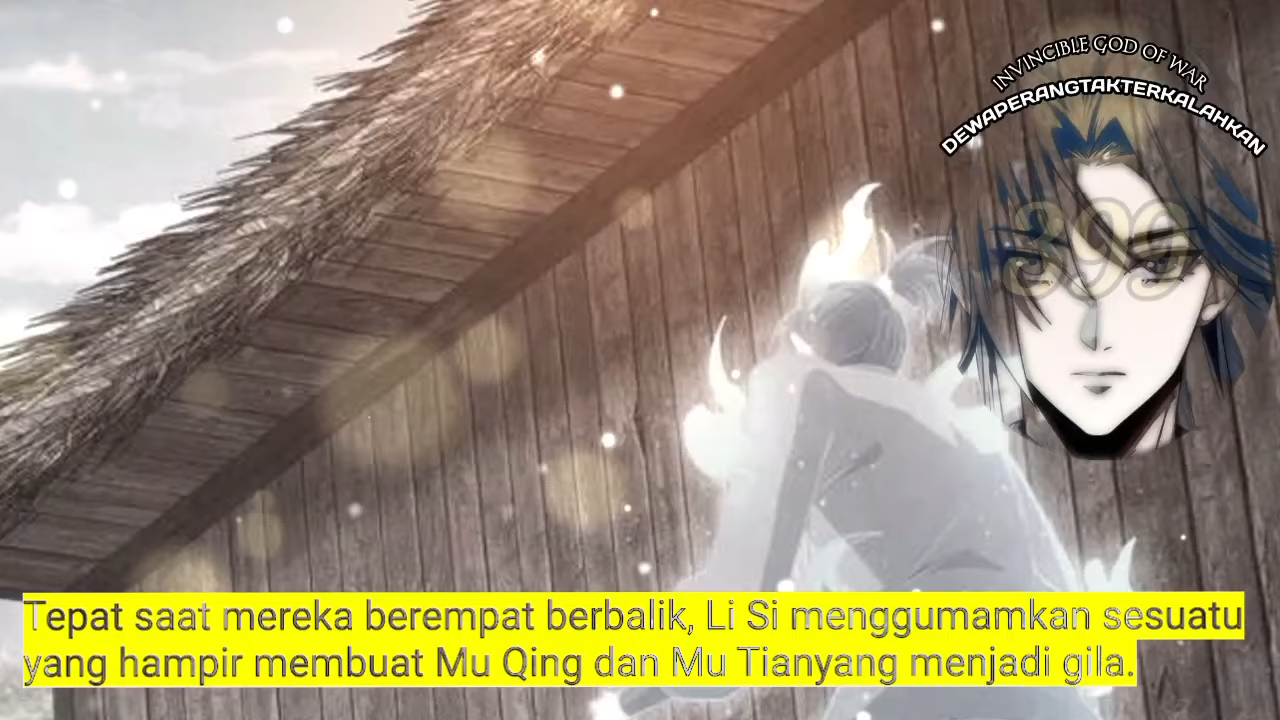 INVINCIBLE GOD OF WAR
DEWAPERANGTAKTERKALAHKAN
399
Tepat saat mereka berempat berbalik, Li Si menggumamkan sesuatu
yang hampir membuat Mu Qing dan Mu Tianyang menjadi gila.